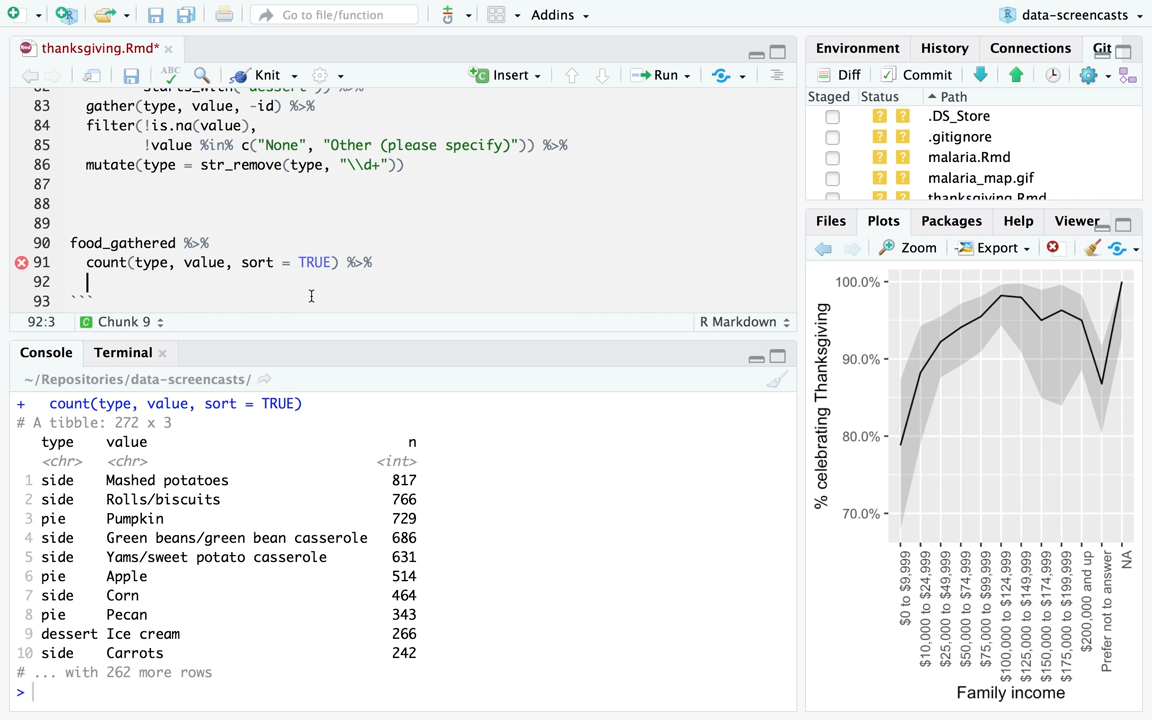 Go to file/function
Addins
data-screencasts
thanksgiving.Rmd*
ABC
Knit
Insert
Run
starts_with("dessert")) %>%
83 gather(type, value, -id) %>%
84 filter(!is.na(value),
85 !value %in% c("None", "Other (please specify)")) %>%
86 mutate(type = str_remove(type, "\\d+"))
87
88
89
90 food_gathered %>%
91 count(type, value, sort = TRUE) %>%
92
93 ```
92:3
Chunk 9
R Markdown
Console
Terminal
~/Repositories/data-screencasts/
+ count(type, value, sort = TRUE)
# A tibble: 272 x 3
type value n
<chr> <chr> <int>
1 side Mashed potatoes 817
2 side Rolls/biscuits 766
3 pie Pumpkin 729
4 side Green beans/green bean casserole 686
5 side Yams/sweet potato casserole 631
6 pie Apple 514
7 side Corn 464
8 pie Pecan 343
9 dessert Ice cream 266
10 side Carrots 242
# ... with 262 more rows
>
Environment
History
Connections
Git
Diff
Commit
Staged Status Path
? ? .DS_Store
? ? .gitignore
? ? malaria.Rmd
? ? malaria_map.gif
? ? thanksgiving.Rmd
Files
Plots
Packages
Help
Viewer
Zoom
Export
100.0%
90.0%
80.0%
70.0%
% celebrating Thanksgiving
$0 to $9,999
$10,000 to $24,999
$25,000 to $49,999
$50,000 to $74,999
$75,000 to $99,999
$100,000 to $124,999
$125,000 to $149,999
$150,000 to $174,999
$175,000 to $199,999
$200,000 and up
Prefer not to answer
NA
Family income